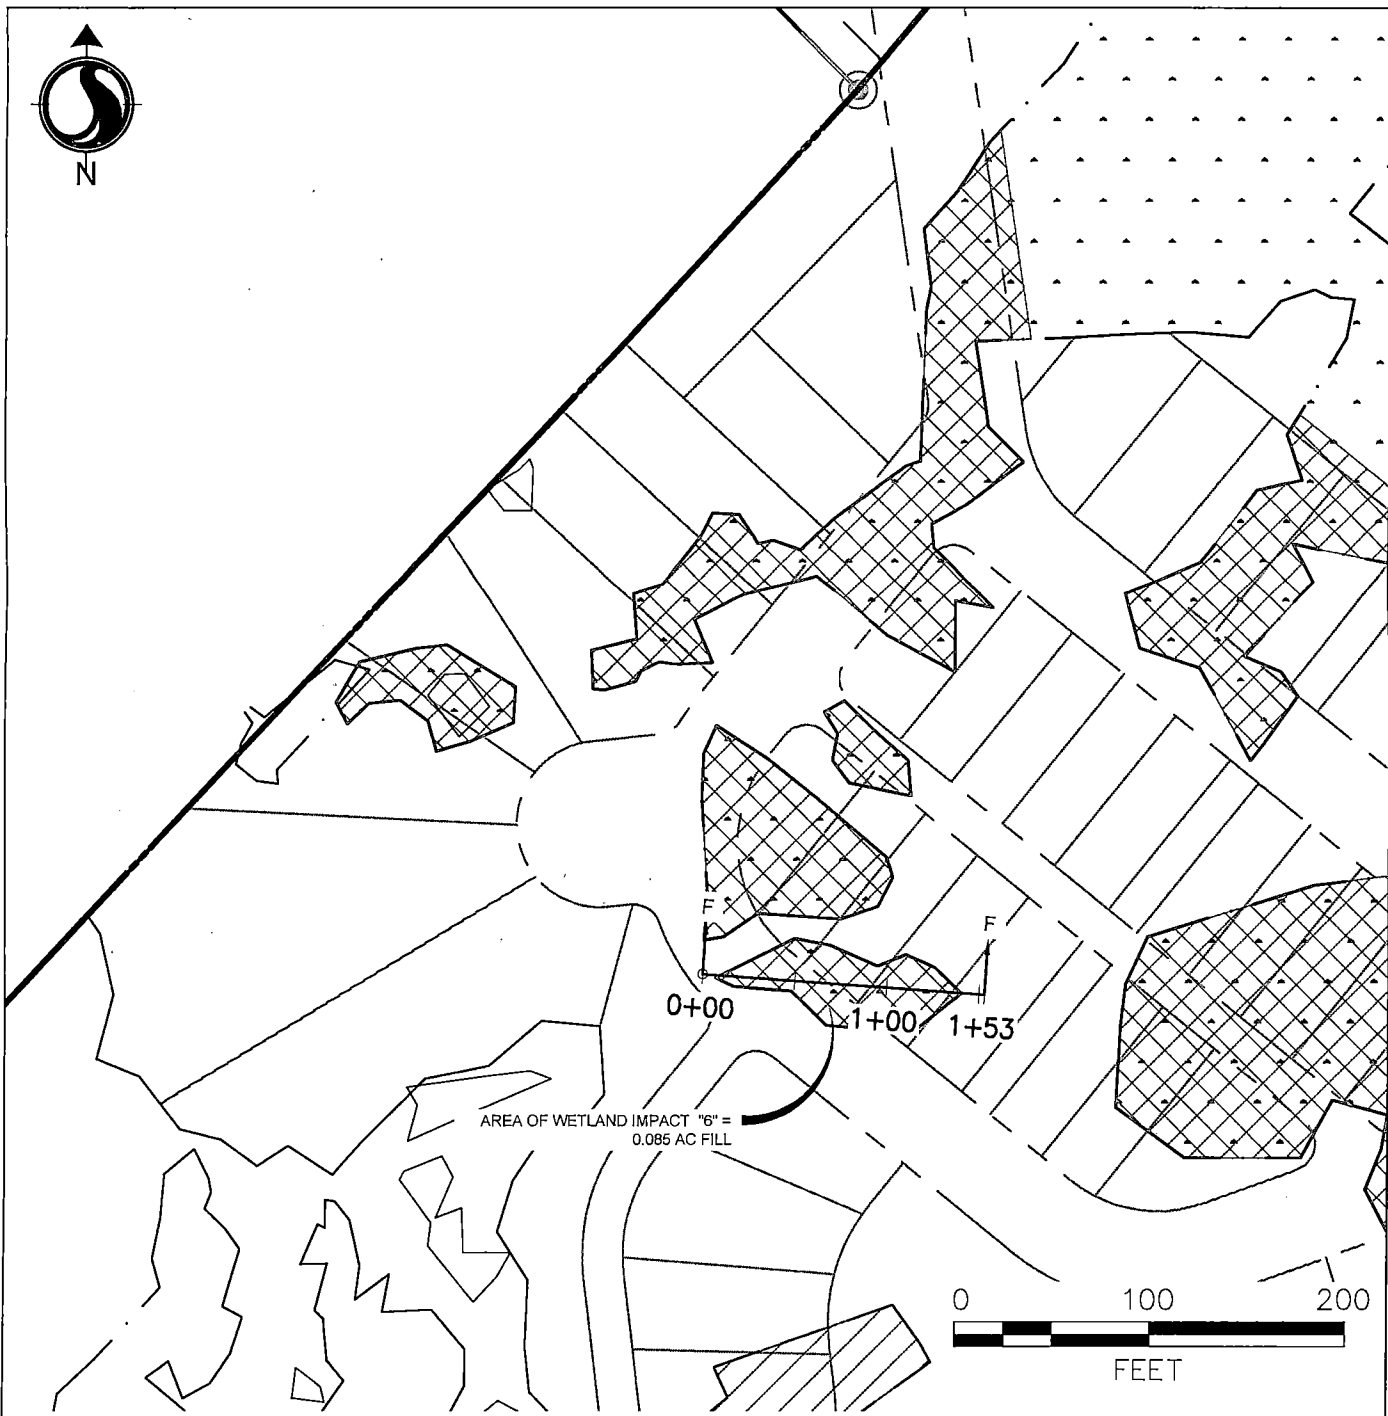 N
F
F
0+00
1+00
1+53
AREA OF WETLAND IMPACT "6" =
0.085 AC FILL
0 100 200
FEET